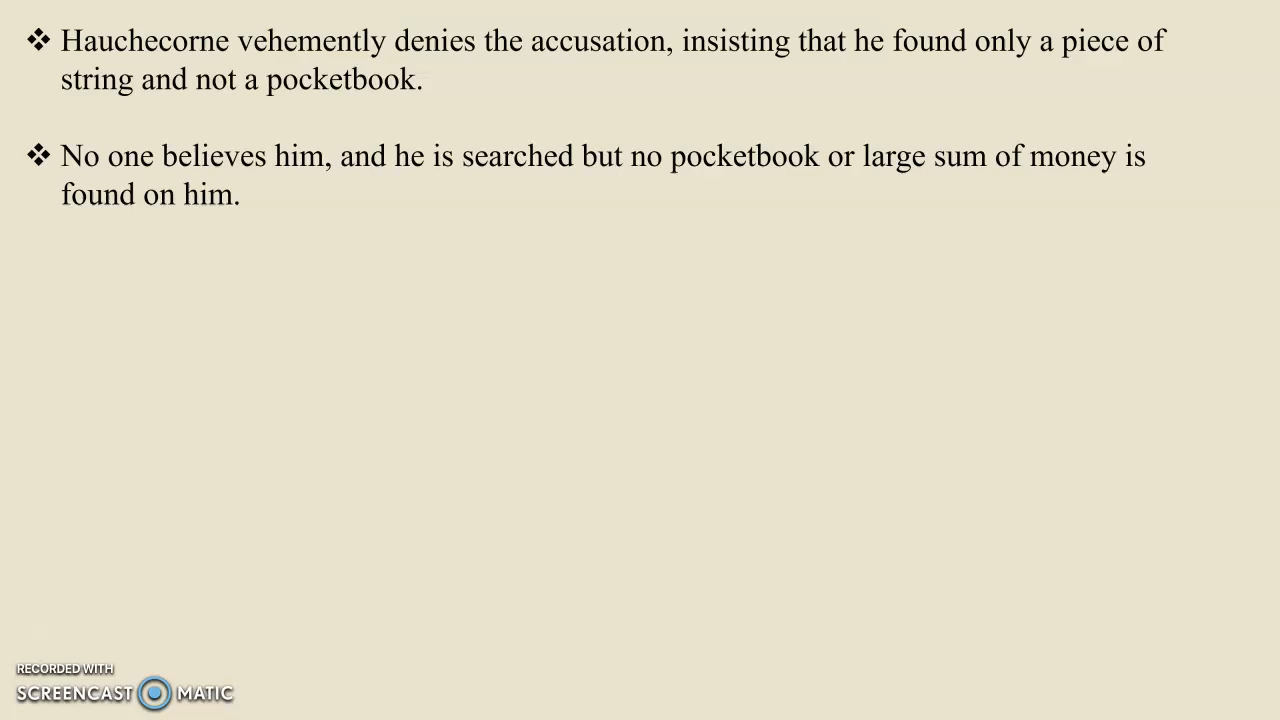 ❖ Hauchecorne vehemently denies the accusation, insisting that he found only a piece of
string and not a pocketbook.
❖ No one believes him, and he is searched but no pocketbook or large sum of money is
found on him.
RECORDED WITH
SCREENCAST MATIC